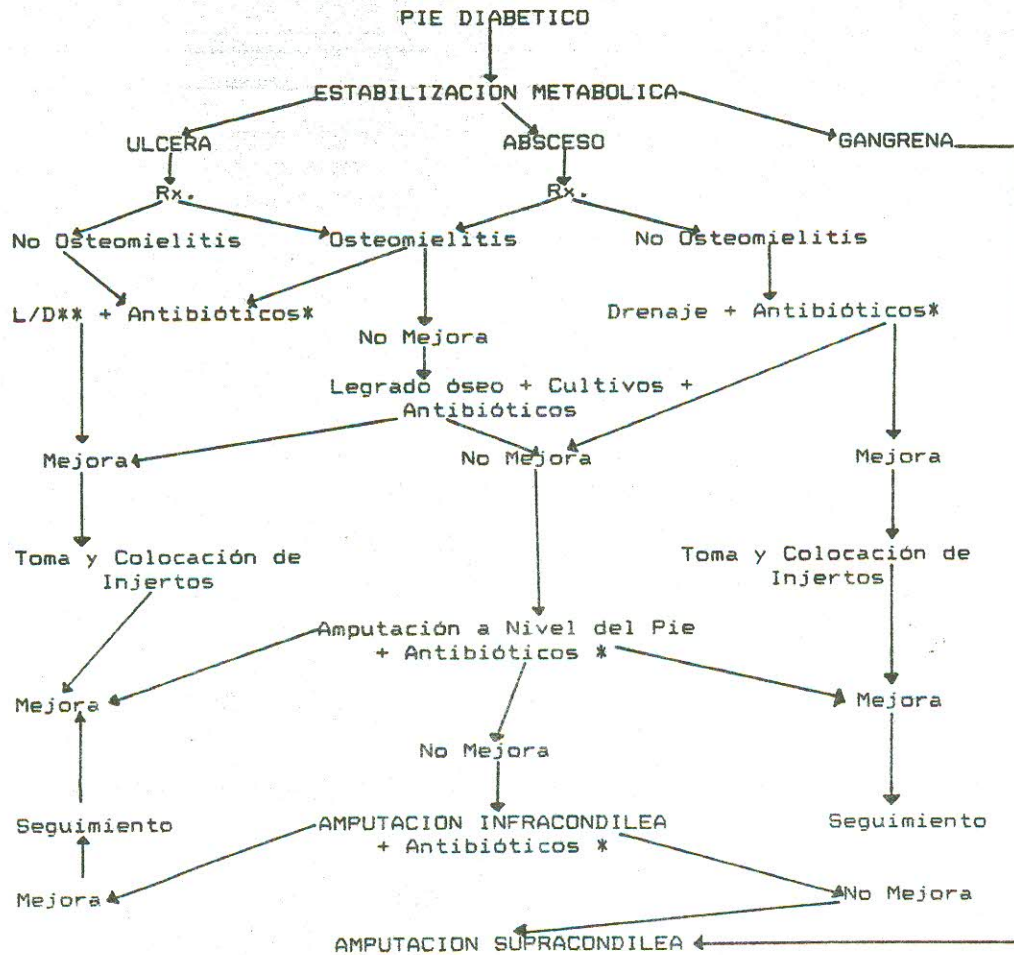 PIE DIABETICO
ESTABILIZACION METABOLICA
ULCERA
ABSCESO
GANGRENA
Rx.
Rx.
No Osteomielitis
Osteomielitis
No Osteomielitis
L/D** + Antibióticos*
Drenaje + Antibióticos*
No Mejora
Legrado óseo + Cultivos +
Antibióticos
Mejora
No Mejora
Mejora
Toma y Colocación de
Injertos
Toma y Colocación de
Injertos
Amputación a Nivel del Pie
+ Antibióticos *
Mejora
Mejora
No Mejora
Seguimiento
AMPUTACION INFRACONDILEA
+ Antibióticos *
Seguimiento
Mejora
No Mejora
AMPUTACION SUPRACONDILEA